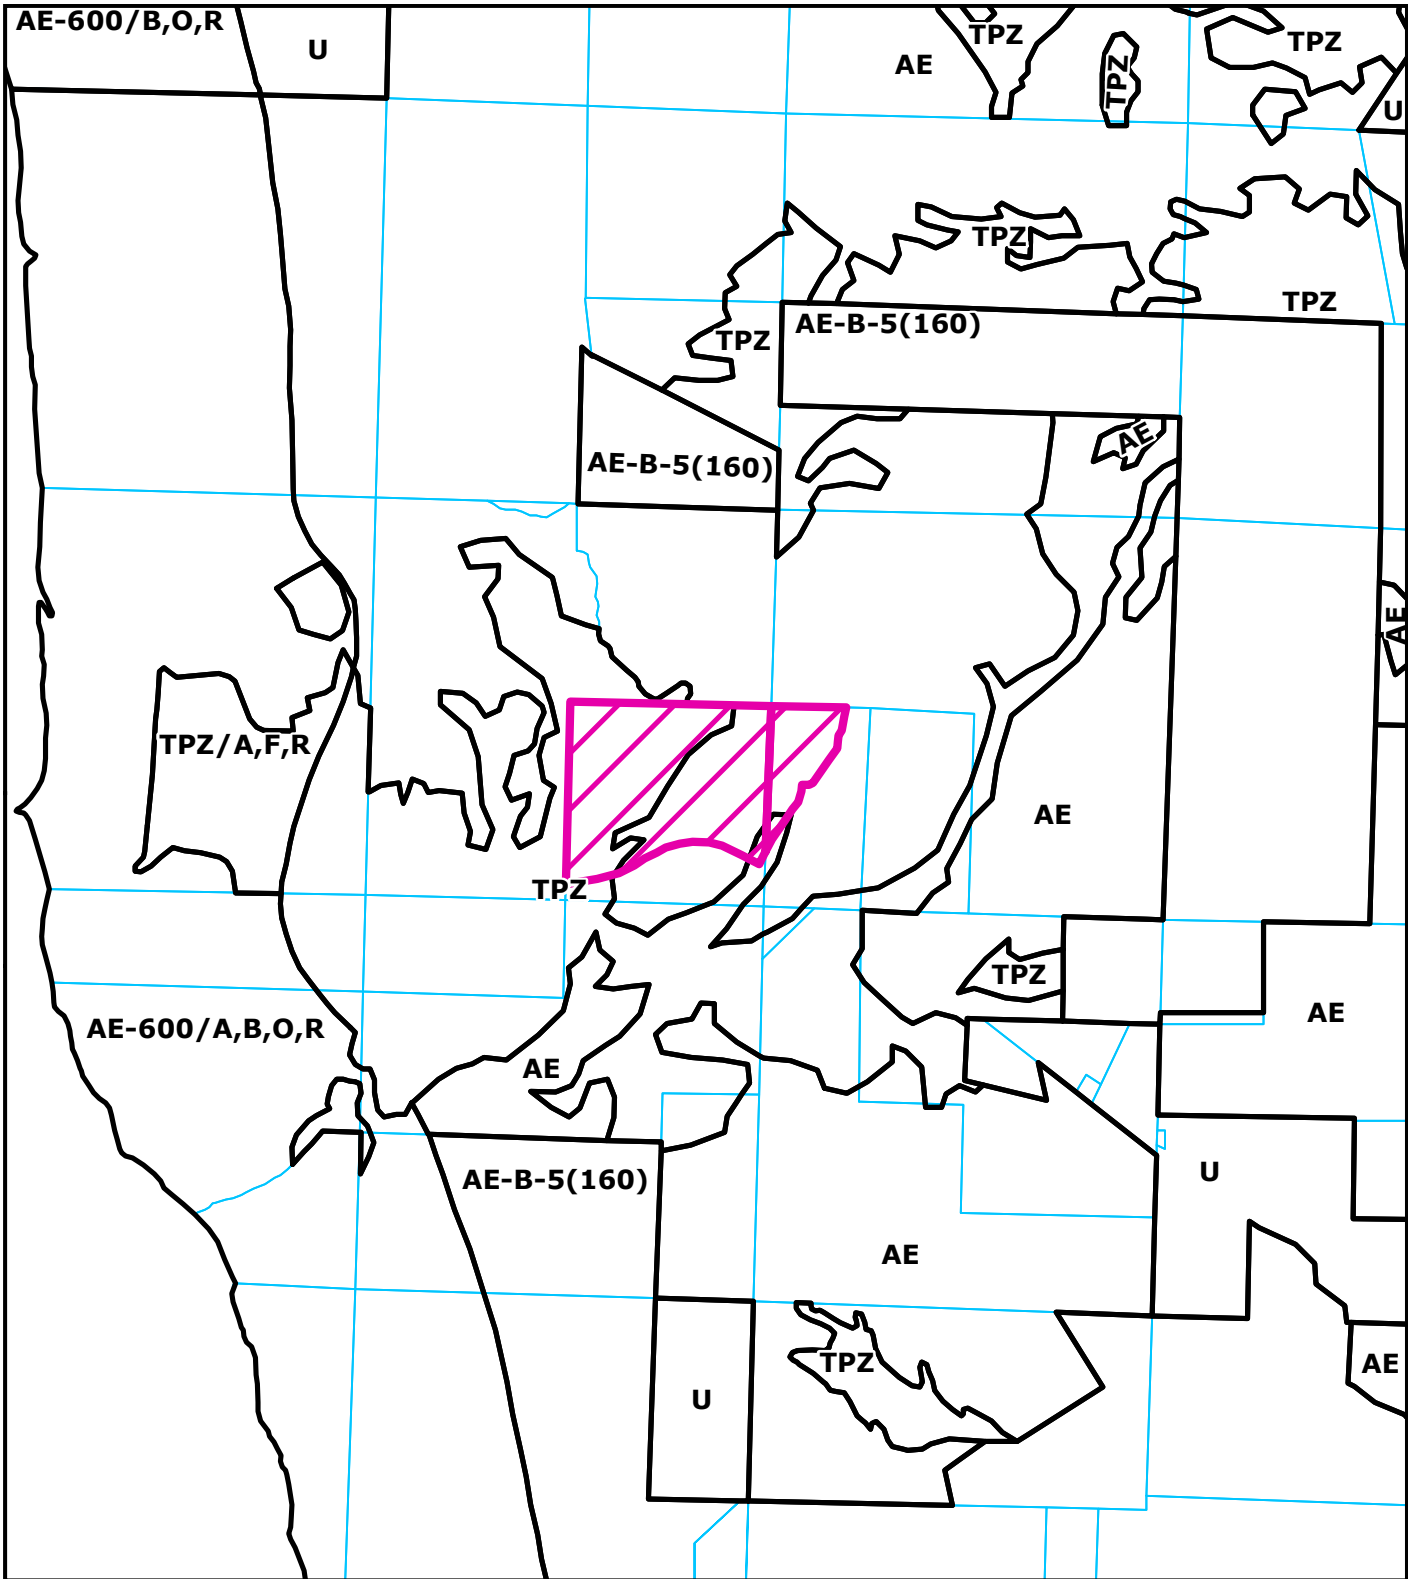 AE-600/B,O,R
U
AE
TPZ
TPZ
TPZ
U
TPZ
TPZ
TPZ
AE-B-5(160)
AE
AE-B-5(160)
AE
TPZ/A,F,R
AE
TPZ
TPZ
AE
AE-600/A,B,O,R
AE
AE-B-5(160)
U
AE
TPZ
AE
U